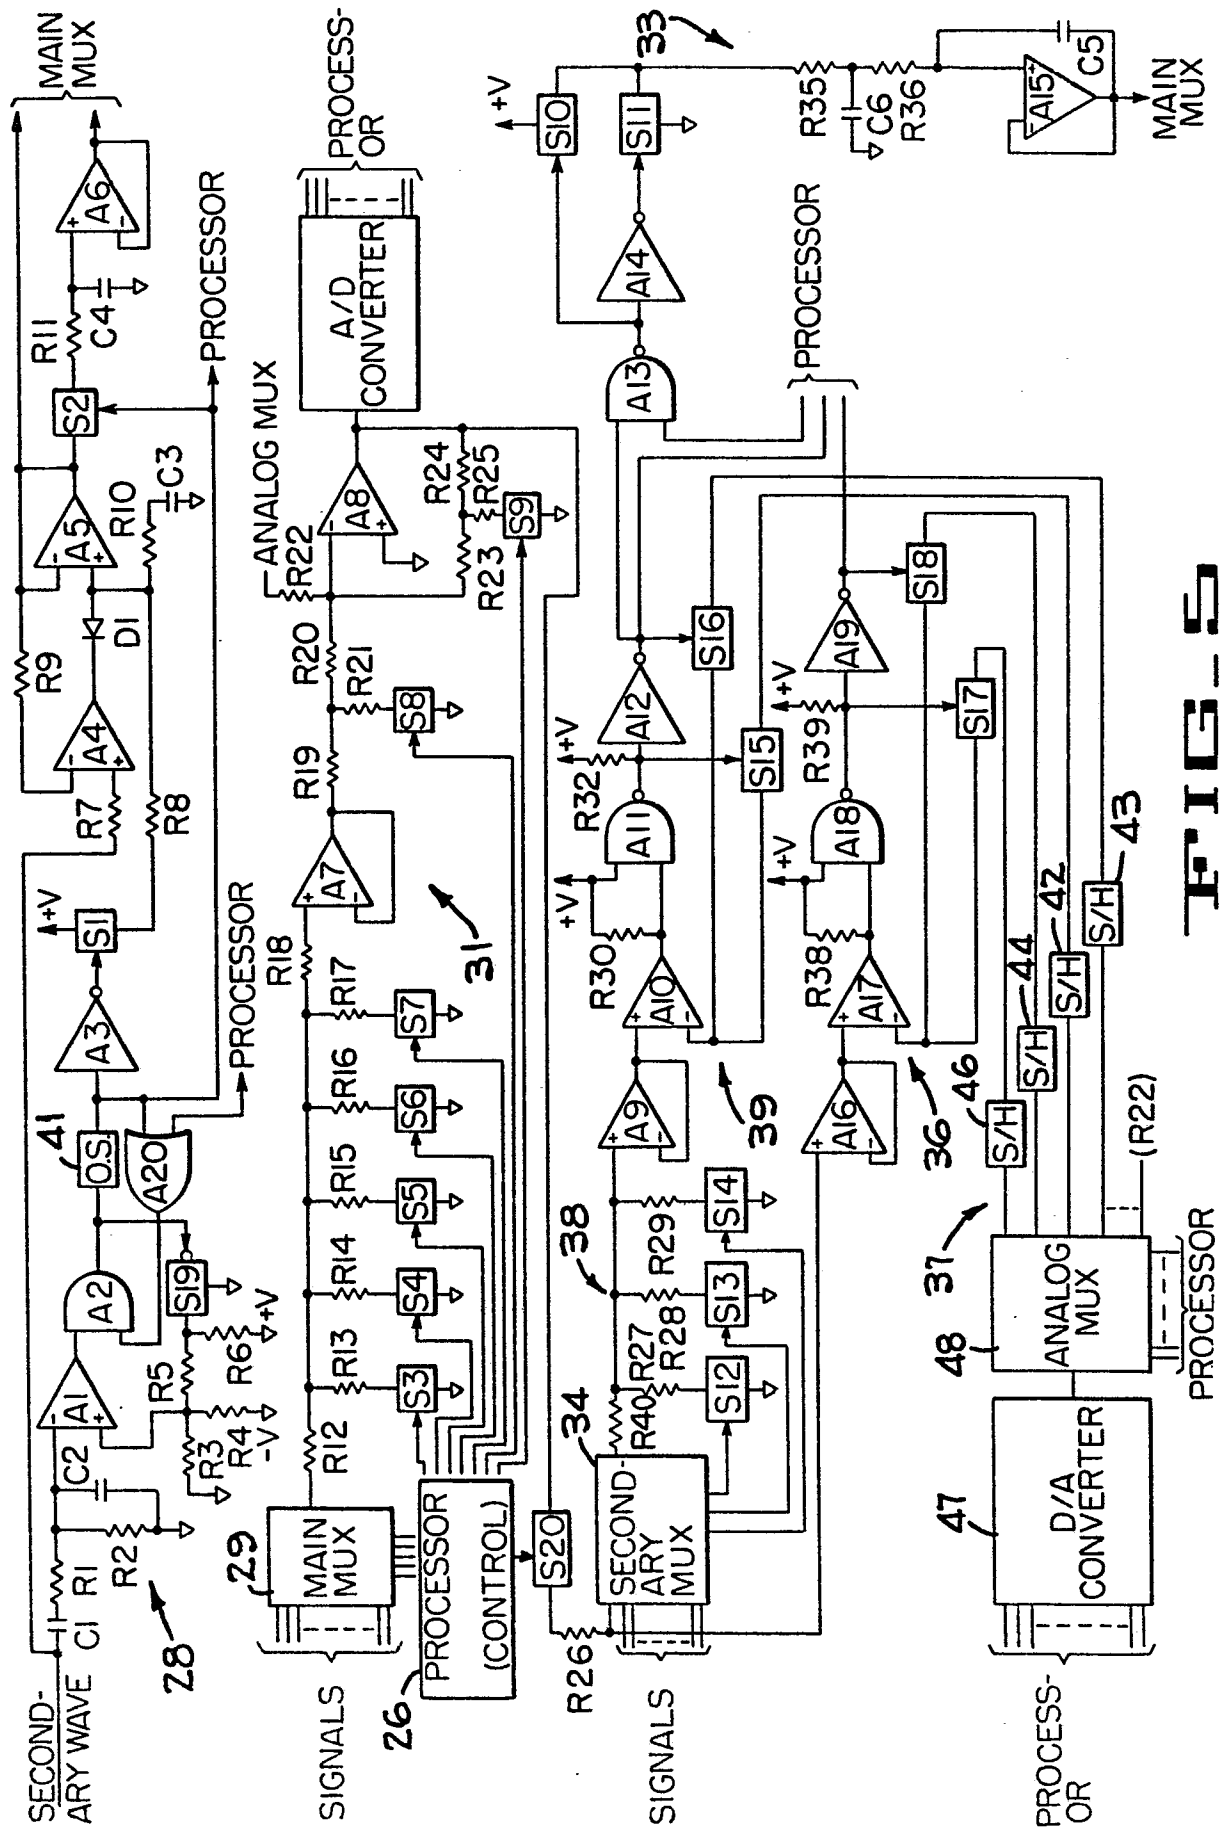 SECOND-
ARY WAVE
C1
R1
R2
C2
28
A1
R3
R4
-V
R5
R6
+V
A2
S19
A20
O.S.
41
A3
S1
+V
PROCESSOR
R7
R8
A4
R9
D1
A5
R10
C3
S2
PROCESSOR
R11
C4
A6
MAIN
MUX
SIGNALS
29
MAIN
MUX
26
PROCESSOR
(CONTROL)
R12
R13
S3
R14
S4
R15
S5
R16
S6
R17
S7
R18
A7
31
R19
R20
R21
S8
R22
ANALOG MUX
A8
R23
R24
R25
S9
A/D
CONVERTER
PROCESS-
OR
S20
R26
SIGNALS
34
SECOND-
ARY
MUX
R40
R27
R28
R29
S12
S13
S14
38
A9
A10
39
R30
+V
A11
R32
+V
A12
S15
S16
A13
A14
S10
+V
S11
33
R35
C6
R36
A15
C5
MAIN
MUX
PROCESSOR
A16
A17
36
R38
+V
A18
R39
+V
A19
S17
S18
PROCESS-
OR
47
D/A
CONVERTER
48
ANALOG
MUX
37
PROCESSOR
(R22)
46
S/H
44
S/H
42
S/H
43
S/H
FIG_5